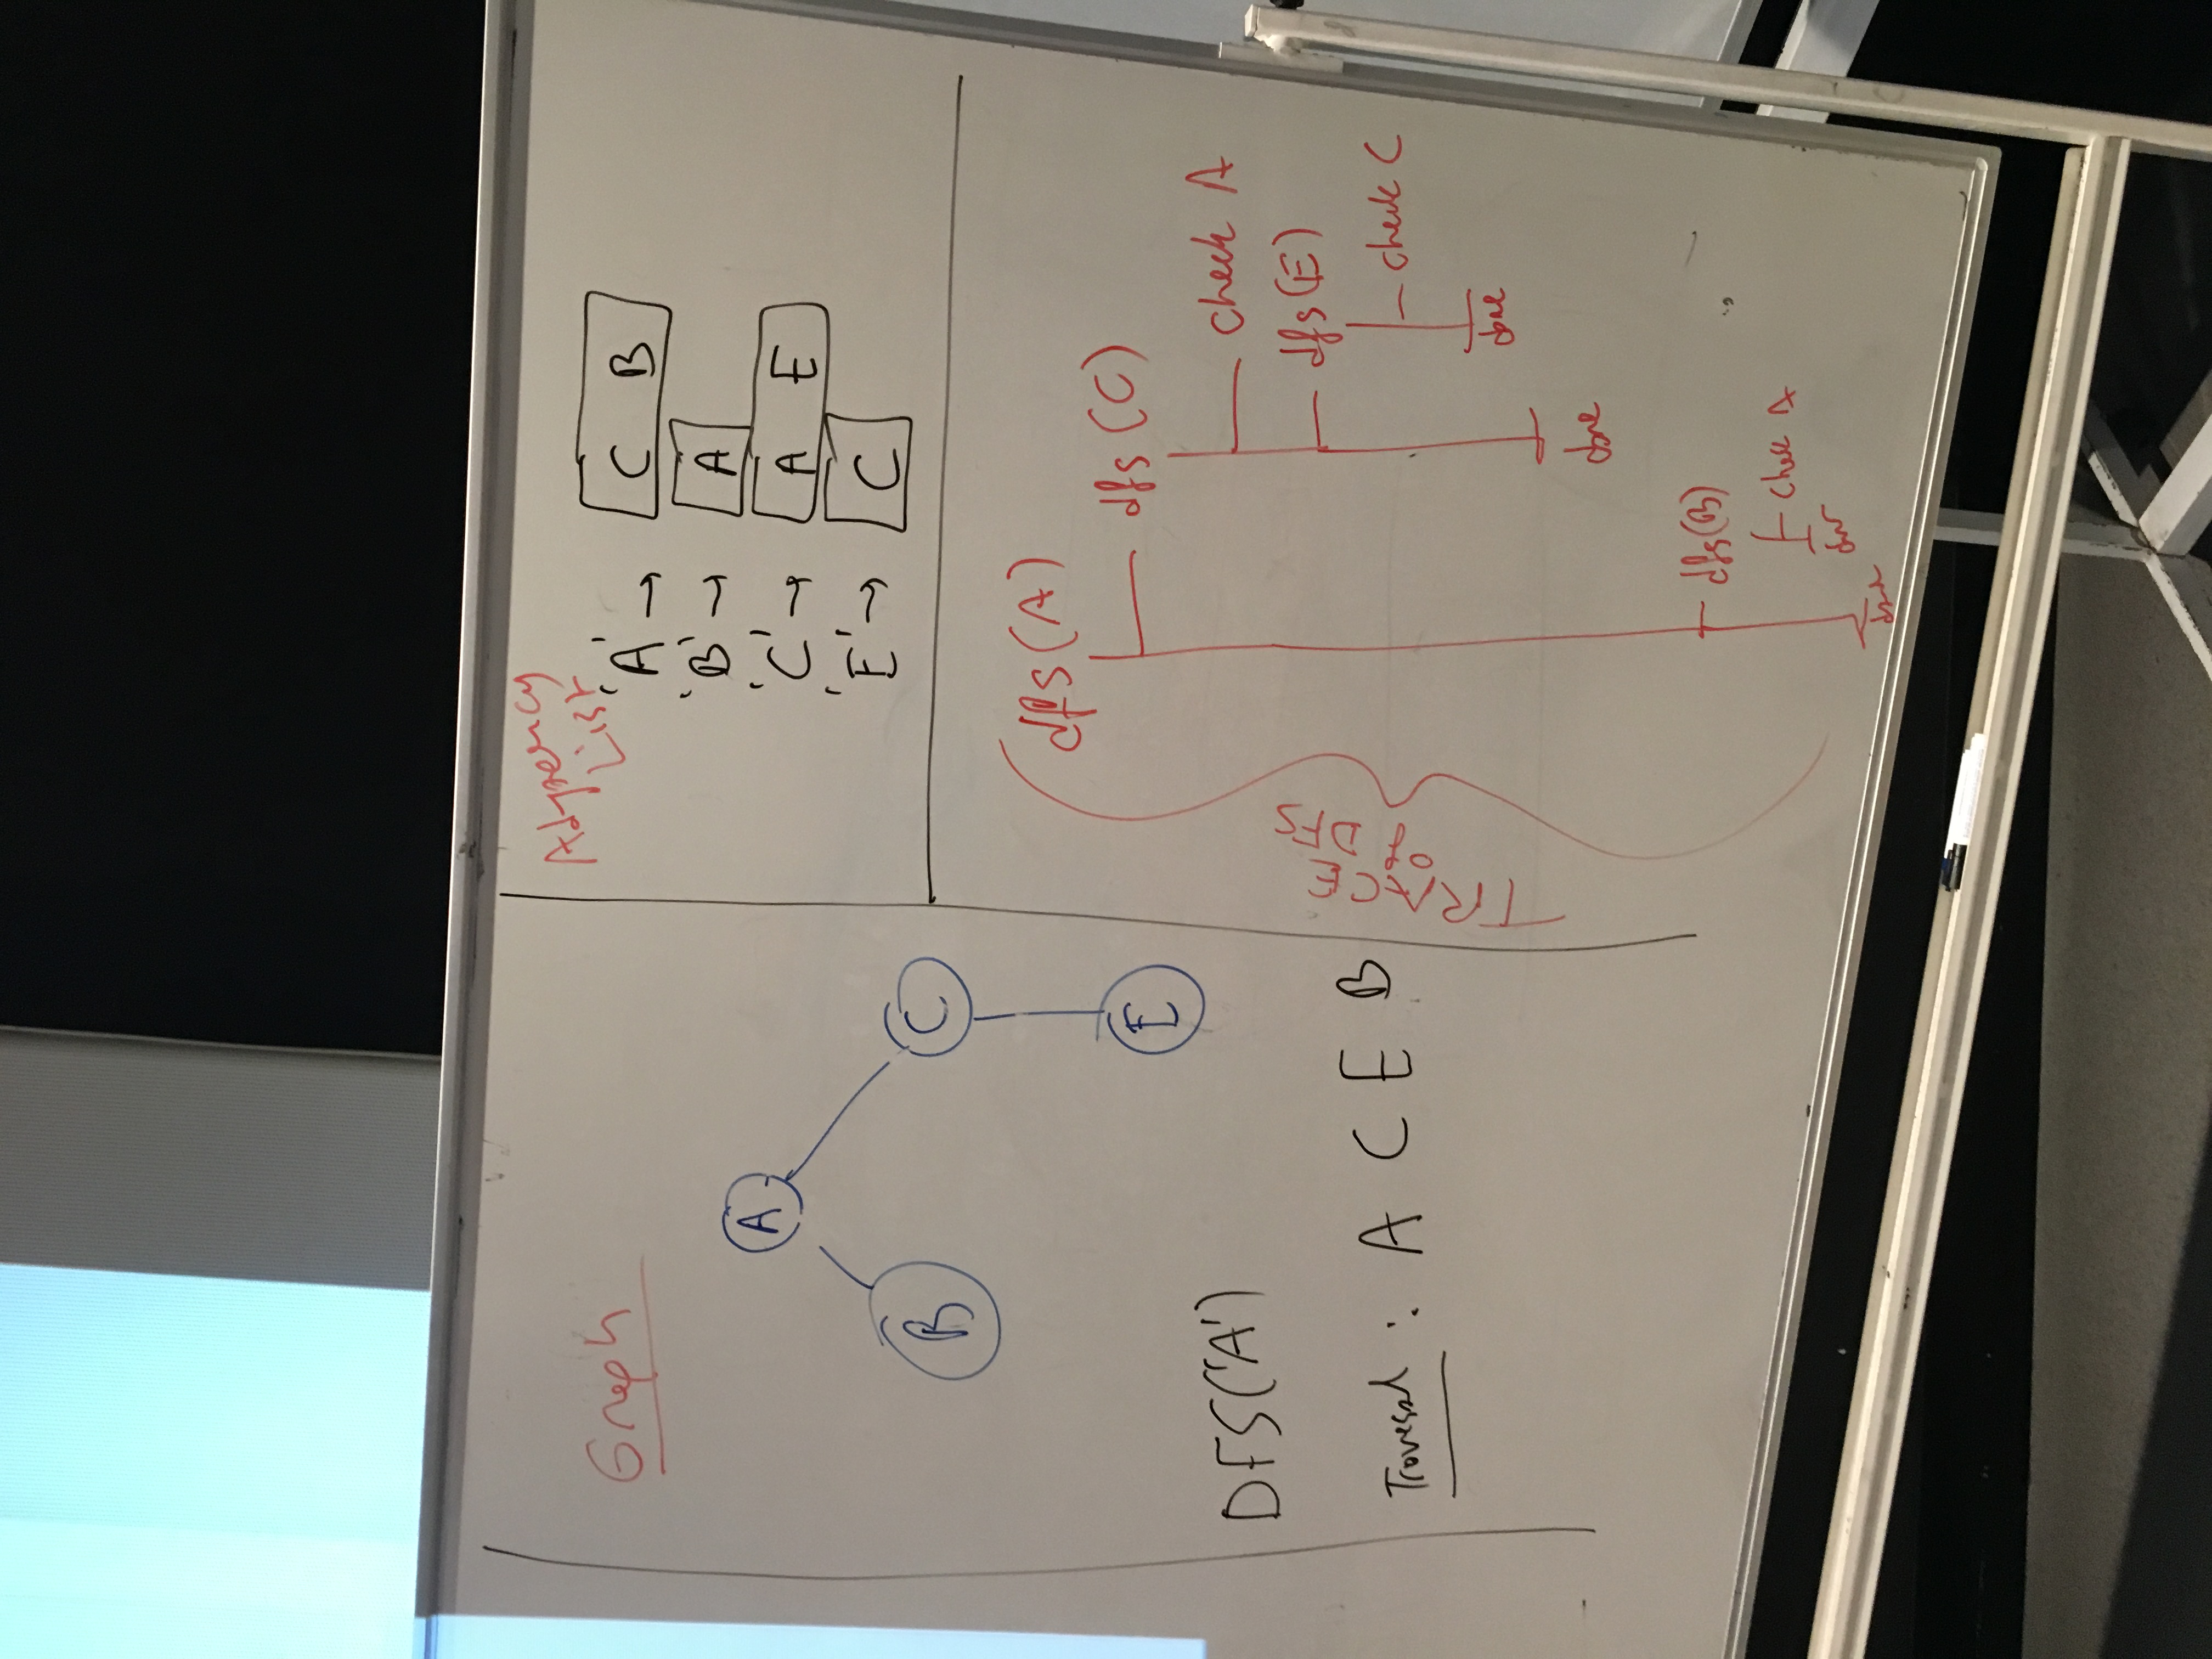 Graph
A
B
C
E
DFS('A')
Traversal : A C E B
Adjacency
List
'A' → C B
'B' → A
'C' → A E
'E' → C
TRACE
of DFS
dfs(A)
dfs(C)
check A
dfs(E)
check C
done
done
dfs(B)
check A
done
done